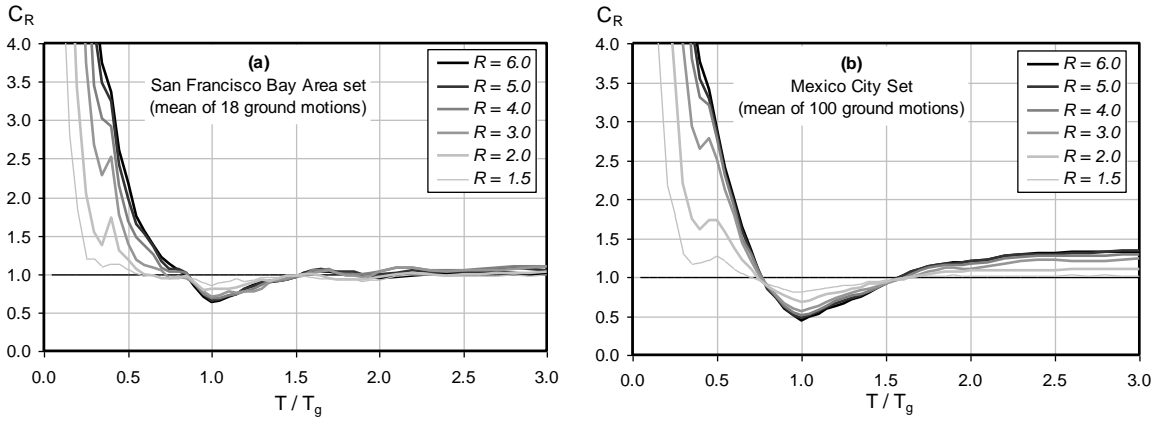 C_R
4.0
3.5
3.0
2.5
2.0
1.5
1.0
0.5
0.0
0.0 0.5 1.0 1.5 2.0 2.5 3.0
T / T_g
(a)
San Francisco Bay Area set
(mean of 18 ground motions)
R = 6.0
R = 5.0
R = 4.0
R = 3.0
R = 2.0
R = 1.5
C_R
4.0
3.5
3.0
2.5
2.0
1.5
1.0
0.5
0.0
0.0 0.5 1.0 1.5 2.0 2.5 3.0
T / T_g
(b)
Mexico City Set
(mean of 100 ground motions)
R = 6.0
R = 5.0
R = 4.0
R = 3.0
R = 2.0
R = 1.5